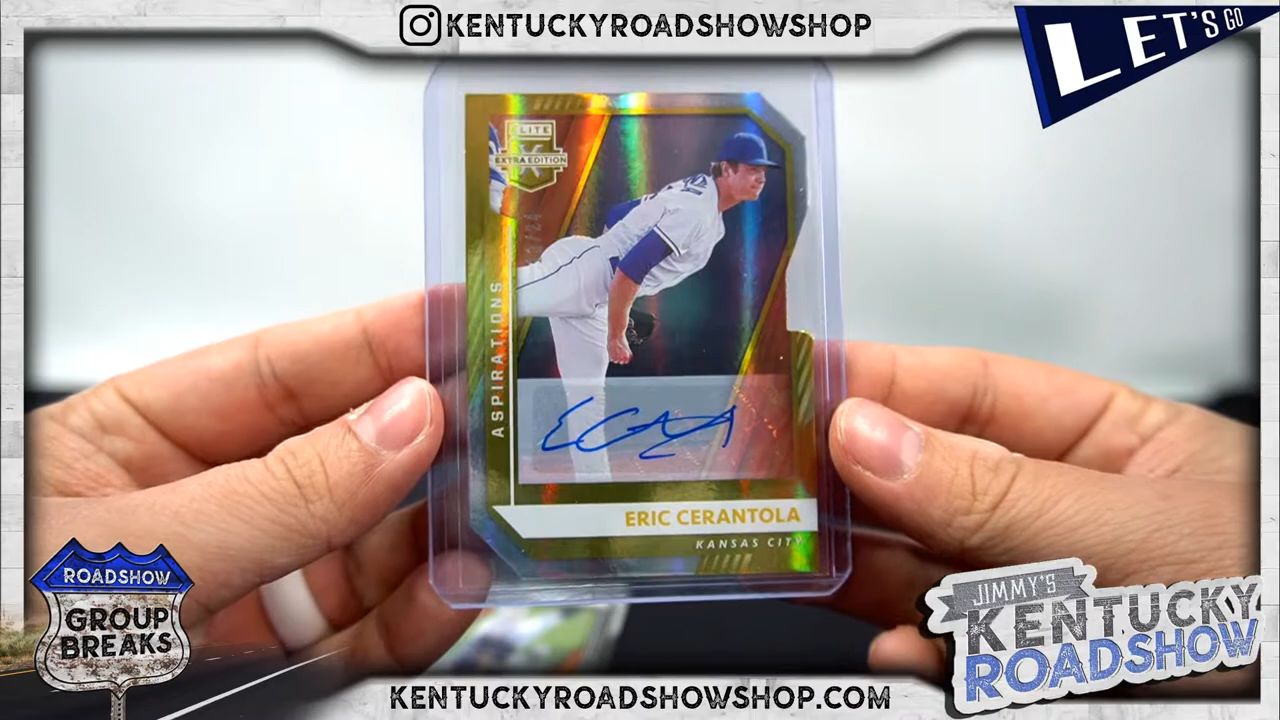 KENTUCKYROADSHOWSHOP
LET'S GO
ELITE
EXTRA EDITION
ASPIRATIONS
ERIC CERANTOLA
KANSAS CITY
ROADSHOW
GROUP
BREAKS
JIMMY'S
KENTUCKY
ROADSHOW
KENTUCKYROADSHOWSHOP.COM